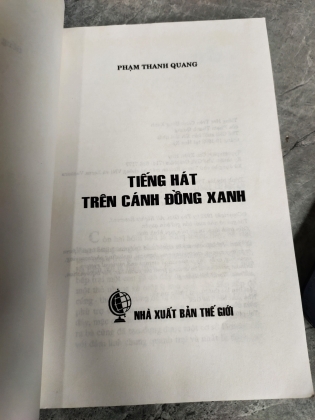 PHẠM THANH QUANG
TIẾNG HÁT
TRÊN CÁNH ĐỒNG XANH
NHÀ XUẤT BẢN THẾ GIỚI